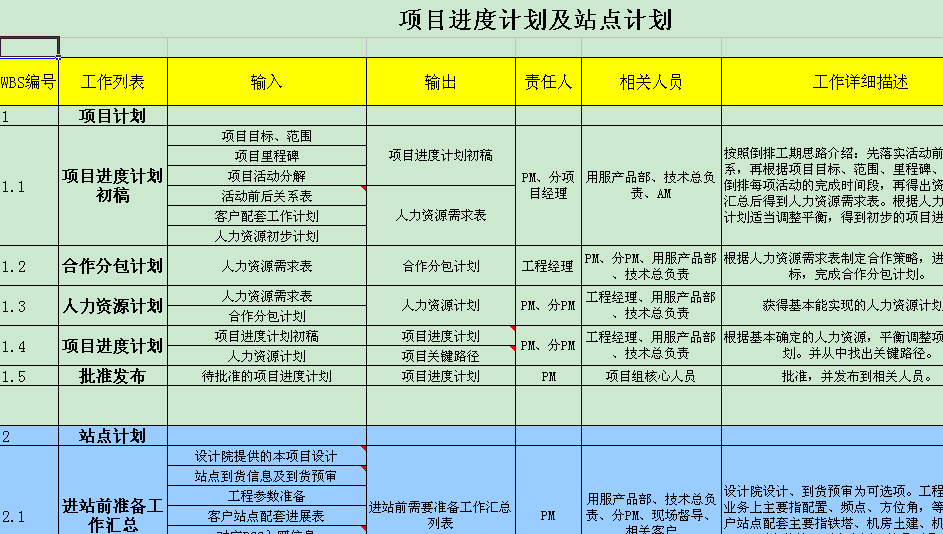 项目进度计划及站点计划
WBS编号 工作列表 输入 输出 责任人 相关人员 工作详细描述
1 项目计划
1.1
项目进度计划
初稿
项目目标、范围
项目里程碑
项目活动分解
活动前后关系表
客户配套工作计划
人力资源初步计划
项目进度计划初稿
人力资源需求表
PM、分项
目经理
用服产品部、技术总负
责、AM
按照倒排工期思路介绍：先落实活动前
系，再根据项目目标、范围、里程碑、
倒排每项活动的完成时间段，再得出资
汇总后得到人力资源需求表。根据人力
计划适当调整平衡，得到初步的项目进
1.2 合作分包计划 人力资源需求表 合作分包计划 工程经理
PM、分PM、用服产品部
、技术总负责
根据人力资源需求表制定合作策略，进
标，完成合作分包计划。
1.3 人力资源计划
人力资源需求表
合作分包计划
人力资源计划
PM、分PM
工程经理、用服产品部
、技术总负责
获得基本能实现的人力资源计划
1.4 项目进度计划
项目进度计划初稿
人力资源计划
项目进度计划
项目关键路径
PM、分PM
工程经理、用服产品部
、技术总负责
根据基本确定的人力资源，平衡调整项
划。并从中找出关键路径。
1.5 批准发布 待批准的项目进度计划 项目进度计划 PM 项目组核心人员 批准，并发布到相关人员。
2 站点计划
2.1
进站前准备工
作汇总
设计院提供的本项目设计
站点到货信息及到货预审
工程参数准备
客户站点配套进展表
进站前需要准备工作汇总
列表
PM
用服产品部、技术总负
责、分PM、现场督导、
相关客户
设计院设计、到货预审为可选项。工程
业务上主要指配置、频点、方位角，等
户站点配套主要指铁塔、机房土建、机